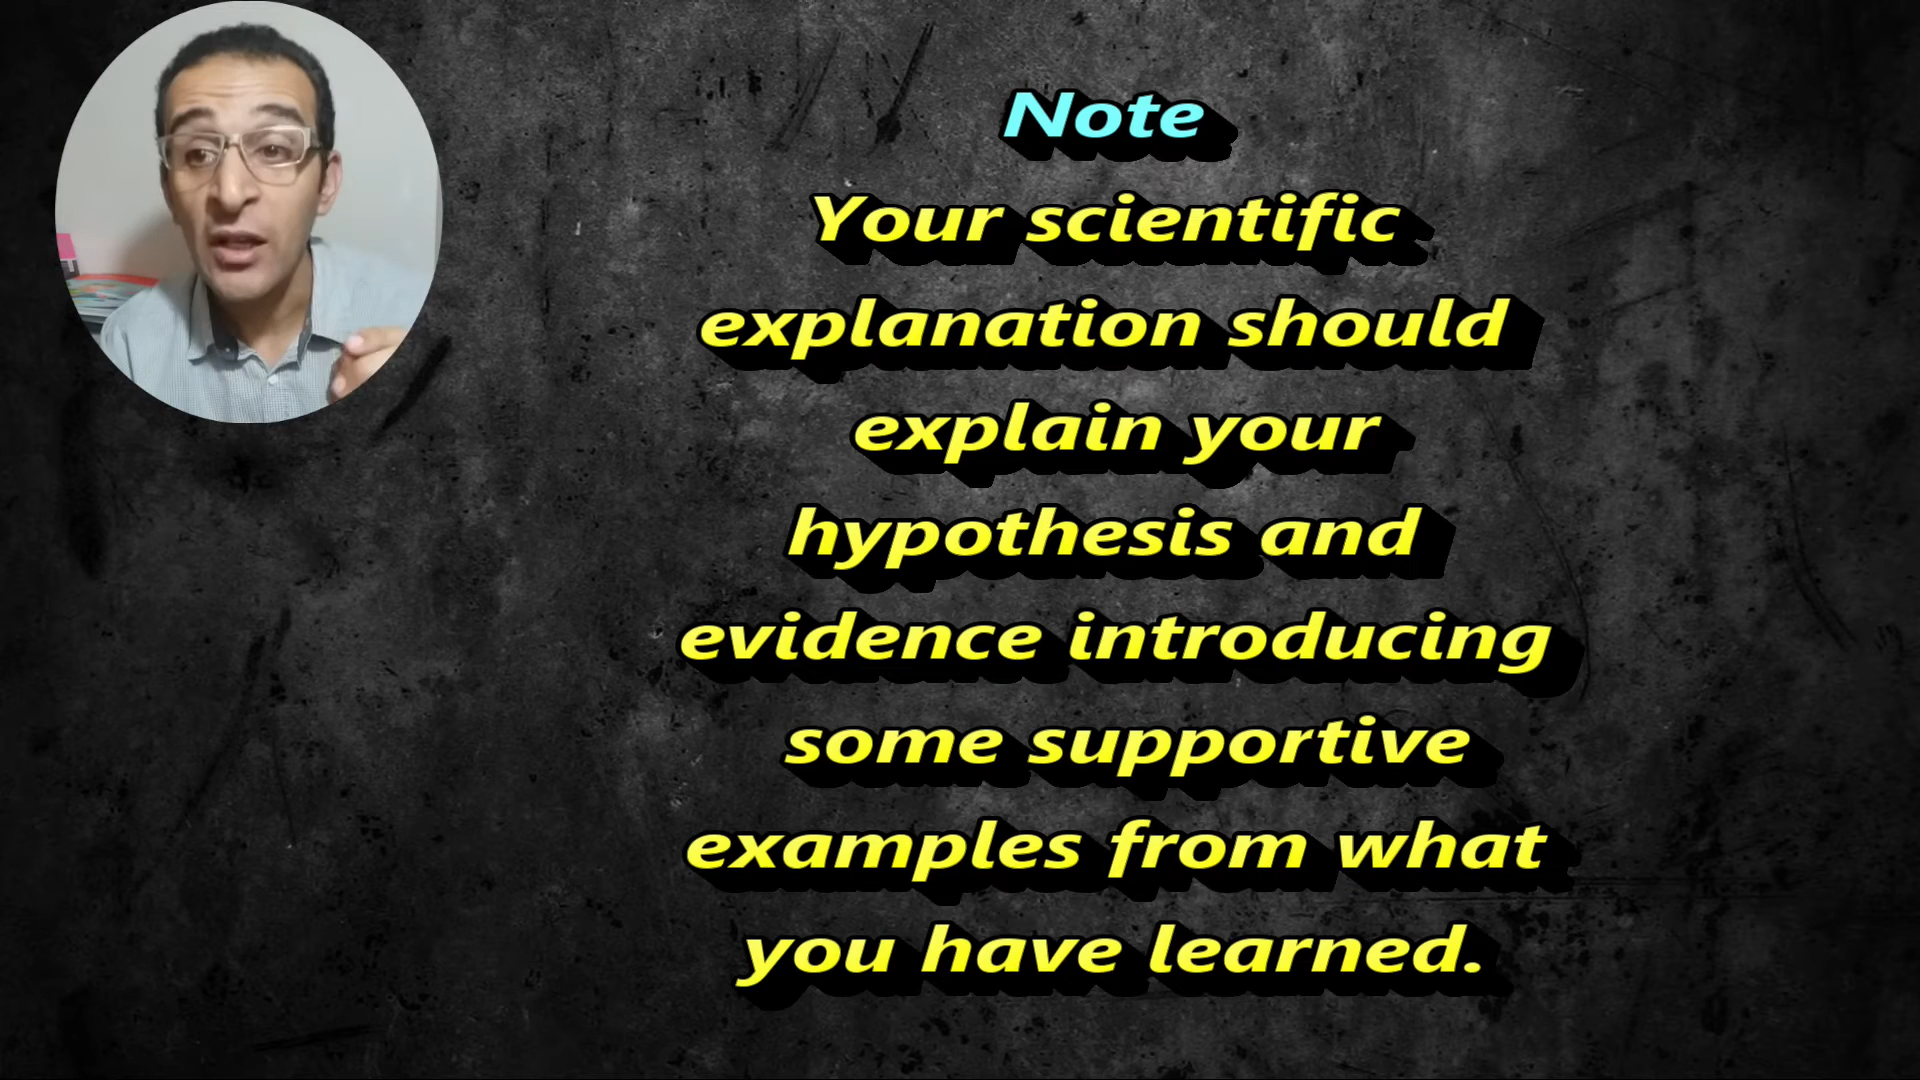 Note
Your scientific
explanation should
explain your
hypothesis and
evidence introducing
some supportive
examples from what
you have learned.